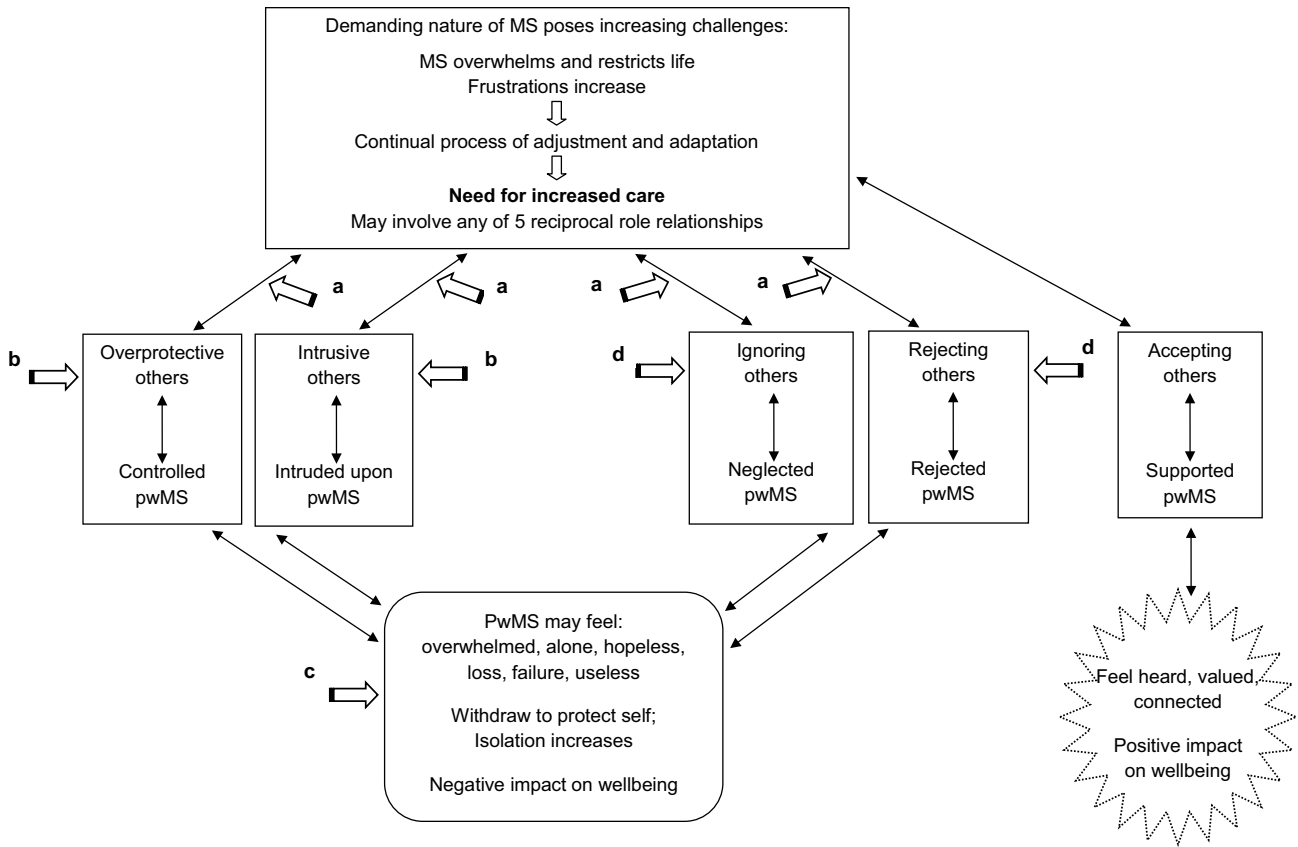 Demanding nature of MS poses increasing challenges:
MS overwhelms and restricts life
Frustrations increase
Continual process of adjustment and adaptation
Need for increased care
May involve any of 5 reciprocal role relationships
a
a
a
a
b
Overprotective
others
Controlled
pwMS
Intrusive
others
Intruded upon
pwMS
b
d
Ignoring
others
Neglected
pwMS
Rejecting
others
Rejected
pwMS
d
Accepting
others
Supported
pwMS
c
PwMS may feel:
overwhelmed, alone, hopeless,
loss, failure, useless
Withdraw to protect self;
Isolation increases
Negative impact on wellbeing
Feel heard, valued,
connected
Positive impact
on wellbeing